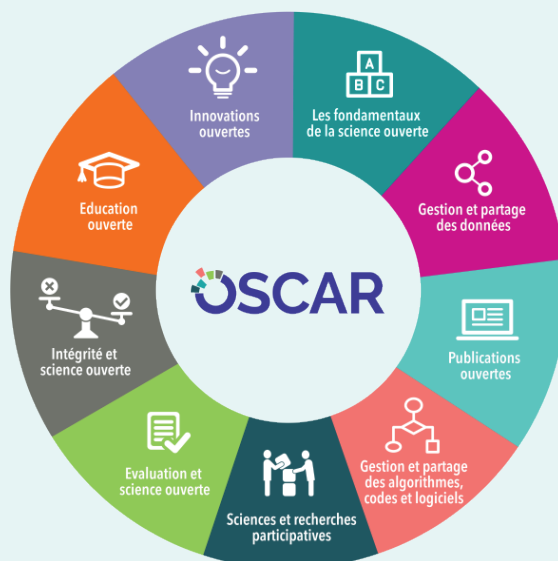 Innovations
ouvertes
A
B C
Les fondamentaux
de la science ouverte
Gestion et partage
des données
Publications
ouvertes
Gestion et partage
des algorithmes,
codes et logiciels
Sciences et recherches
participatives
Evaluation et
science ouverte
Intégrité et
science ouverte
Education
ouverte
OSCAR